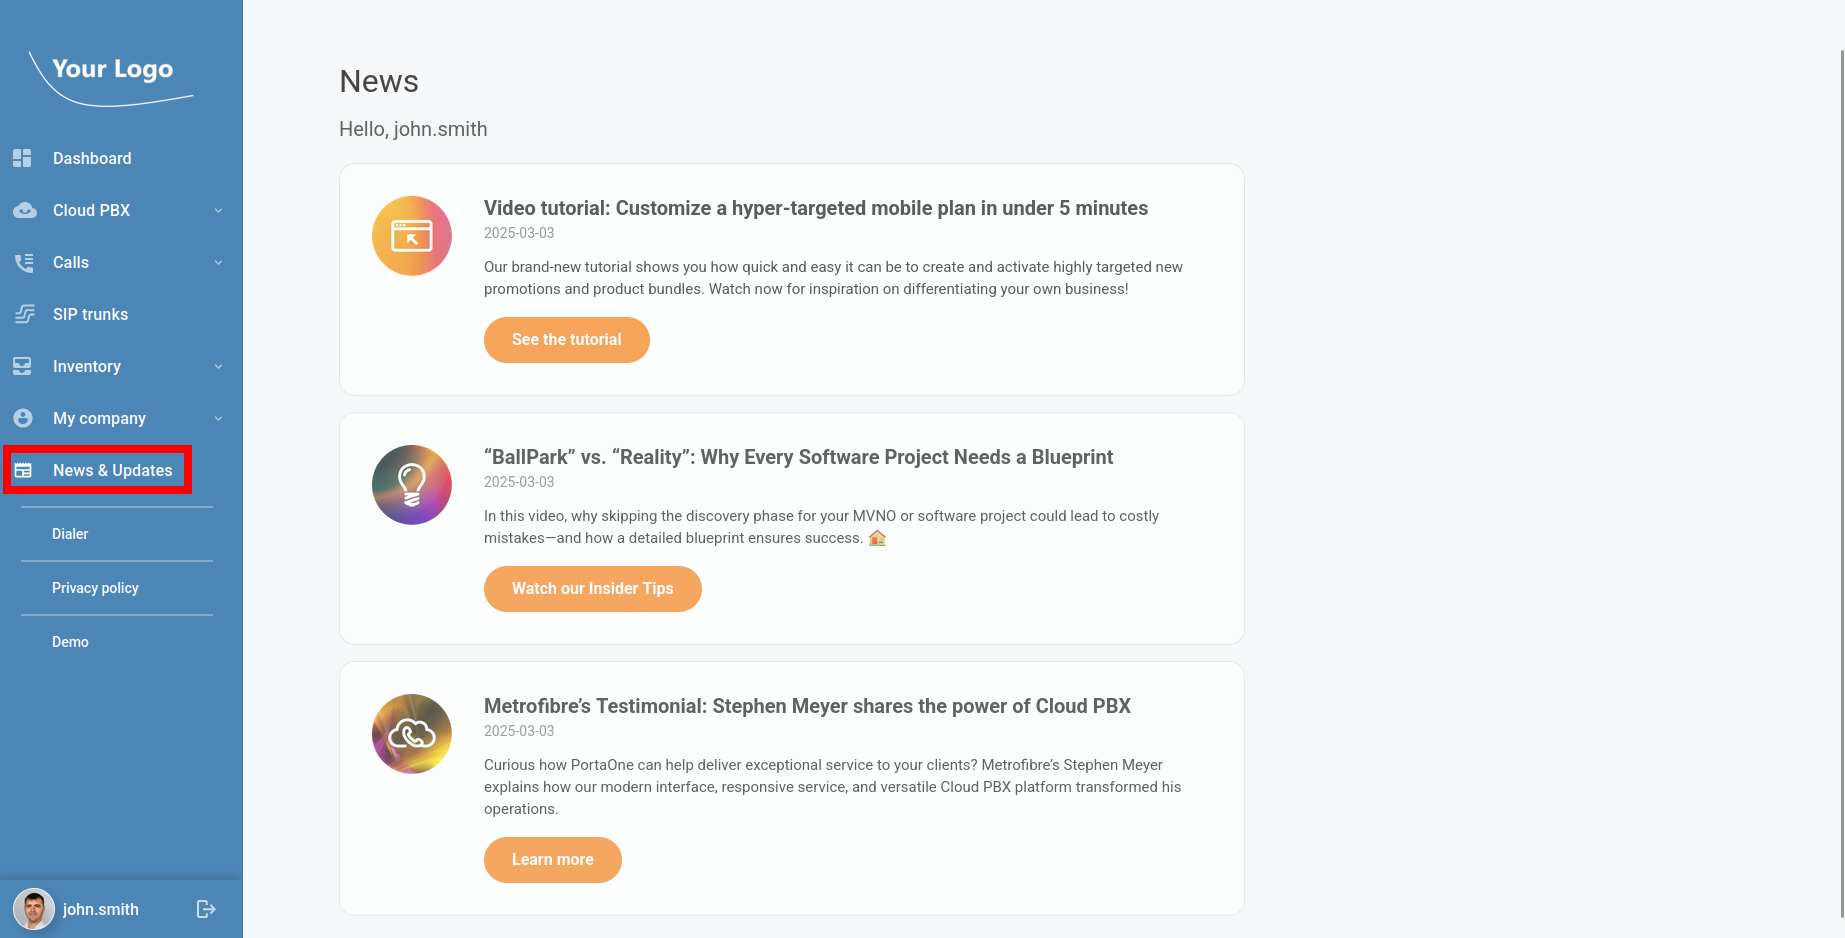 Your Logo
Dashboard
Cloud PBX
Calls
SIP trunks
Inventory
My company
News & Updates
Dialer
Privacy policy
Demo
john.smith
News
Hello, john.smith
Video tutorial: Customize a hyper-targeted mobile plan in under 5 minutes
2025-03-03
Our brand-new tutorial shows you how quick and easy it can be to create and activate highly targeted new
promotions and product bundles. Watch now for inspiration on differentiating your own business!
See the tutorial
“BallPark” vs. “Reality”: Why Every Software Project Needs a Blueprint
2025-03-03
In this video, why skipping the discovery phase for your MVNO or software project could lead to costly
mistakes—and how a detailed blueprint ensures success. 🏠
Watch our Insider Tips
Metrofibre’s Testimonial: Stephen Meyer shares the power of Cloud PBX
2025-03-03
Curious how PortaOne can help deliver exceptional service to your clients? Metrofibre’s Stephen Meyer
explains how our modern interface, responsive service, and versatile Cloud PBX platform transformed his
operations.
Learn more